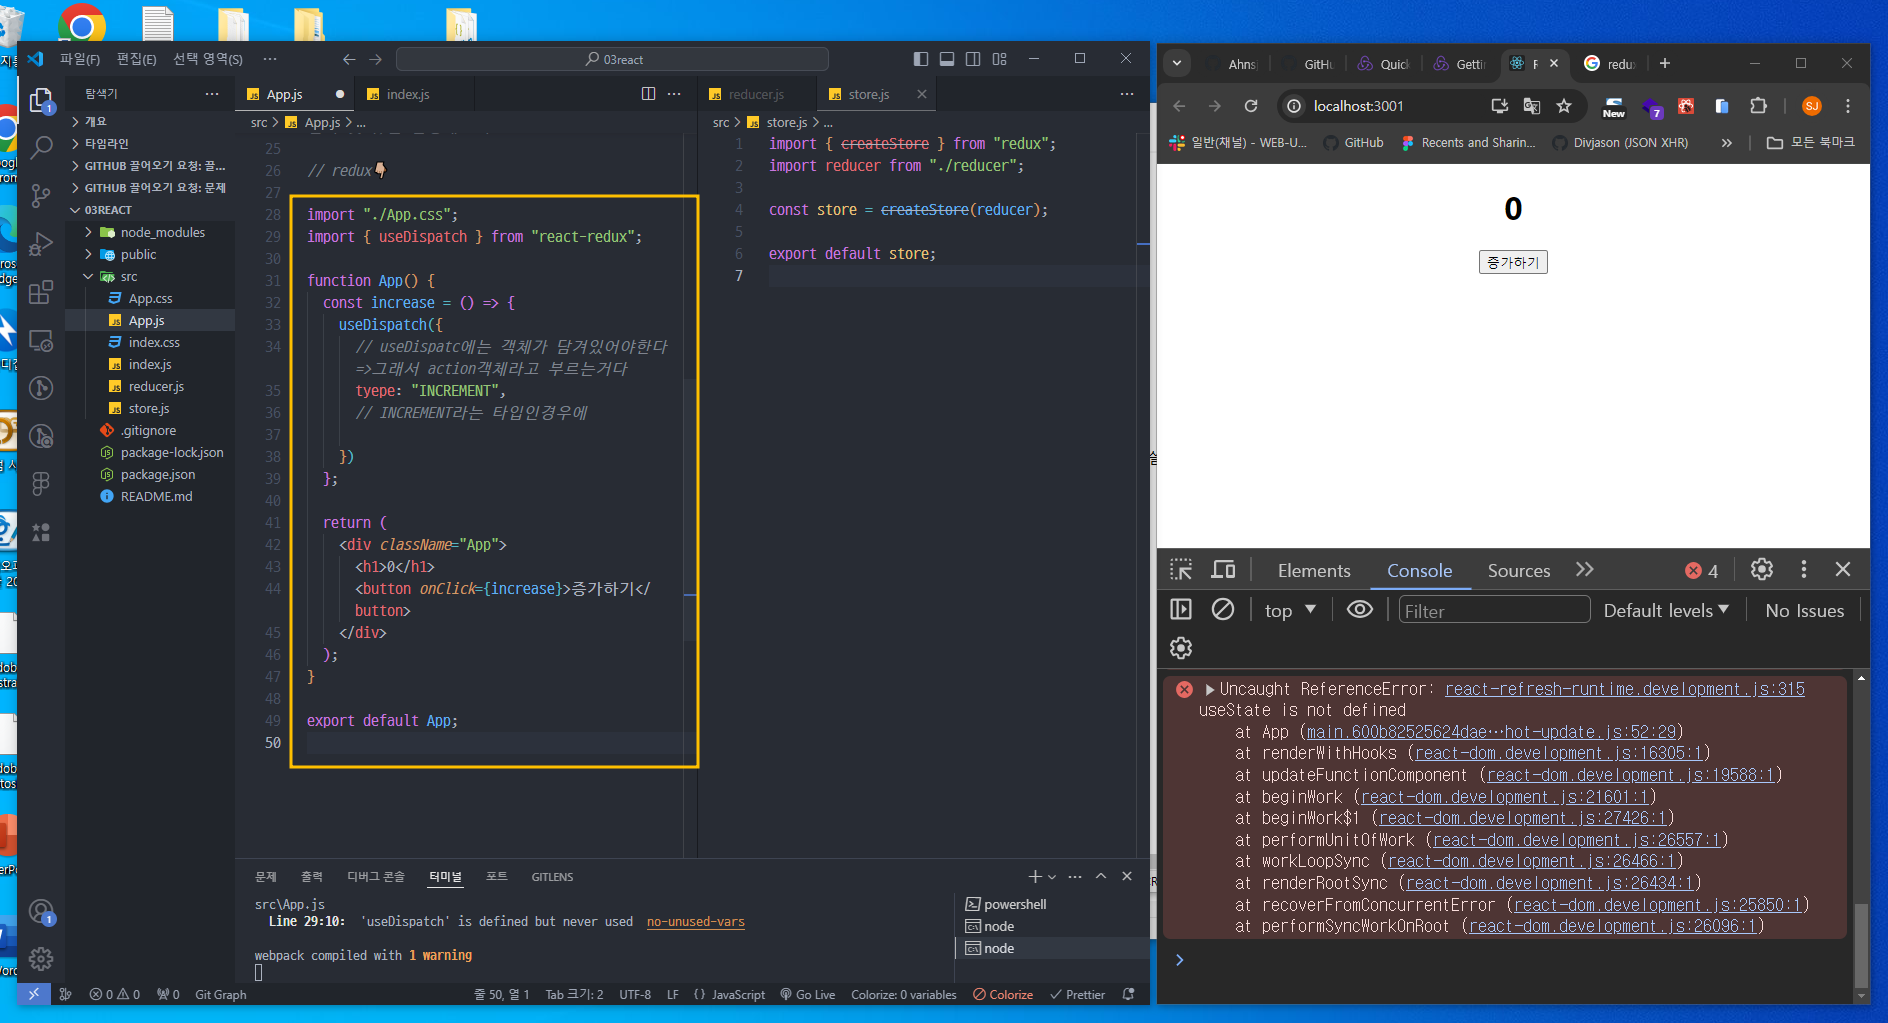 파일(F) 편집(E) 선택 영역(S) ··· 03react
탐색기 ···
개요
타임라인
GITHUB 끌어오기 요청: 끌...
GITHUB 끌어오기 요청: 문제
03REACT
node_modules
public
src
App.css
App.js
index.css
index.js
reducer.js
store.js
.gitignore
package-lock.json
package.json
README.md
App.js index.js
src > App.js > ...
25
26 // redux👇🏽
27
28 import "./App.css";
29 import { useDispatch } from "react-redux";
30
31 function App() {
32 const increase = () => {
33 useDispatch({
34 // useDispatc에는 객체가 담겨있어야한다
=>그래서 action객체라고 부르는거다
35 tyepe: "INCREMENT",
36 // INCREMENT라는 타입인경우에
37
38 })
39 };
40
41 return (
42 <div className="App">
43 <h1>0</h1>
44 <button onClick={increase}>증가하기</
button>
45 </div>
46 );
47 }
48
49 export default App;
50
reducer.js store.js
src > store.js > ...
1 import { createStore } from "redux";
2 import reducer from "./reducer";
3
4 const store = createStore(reducer);
5
6 export default store;
7
문제 출력 디버그 콘솔 터미널 포트 GITLENS
src\App.js
Line 29:10: 'useDispatch' is defined but never used no-unused-vars
webpack compiled with 1 warning
powershell
node
node
0 0 0 Git Graph 줄 50, 열 1 Tab 크기: 2 UTF-8 LF {} JavaScript Go Live Colorize: 0 variables Colorize Prettier
Ahns GitHu Quick Gettin R redux
localhost:3001 New 7 SJ
일반(채널) - WEB-U... GitHub Recents and Sharin... Divjason (JSON XHR) » 모든 북마크
0
증가하기
Elements Console Sources 4
top Filter Default levels No Issues
Uncaught ReferenceError: react-refresh-runtime.development.js:315
useState is not defined
at App (main.600b82525624dae…hot-update.js:52:29)
at renderWithHooks (react-dom.development.js:16305:1)
at updateFunctionComponent (react-dom.development.js:19588:1)
at beginWork (react-dom.development.js:21601:1)
at beginWork$1 (react-dom.development.js:27426:1)
at performUnitOfWork (react-dom.development.js:26557:1)
at workLoopSync (react-dom.development.js:26466:1)
at renderRootSync (react-dom.development.js:26434:1)
at recoverFromConcurrentError (react-dom.development.js:25850:1)
at performSyncWorkOnRoot (react-dom.development.js:26096:1)